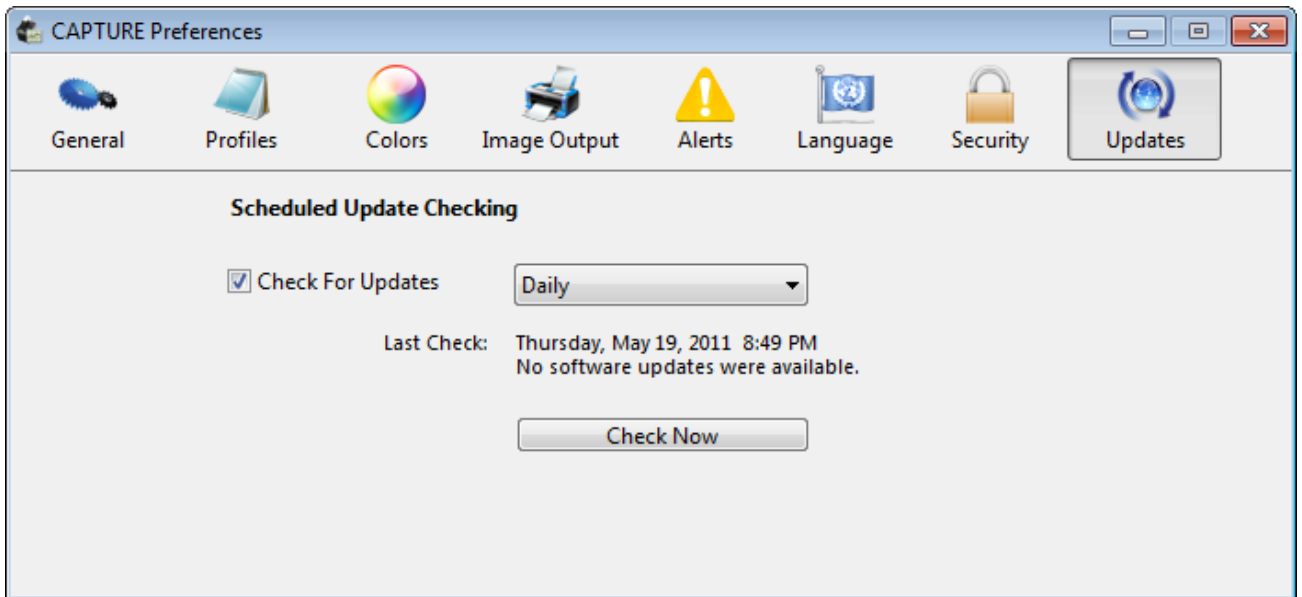 CAPTURE Preferences
General Profiles Colors Image Output Alerts Language Security Updates
Scheduled Update Checking
Check For Updates Daily
Last Check: Thursday, May 19, 2011 8:49 PM
No software updates were available.
Check Now